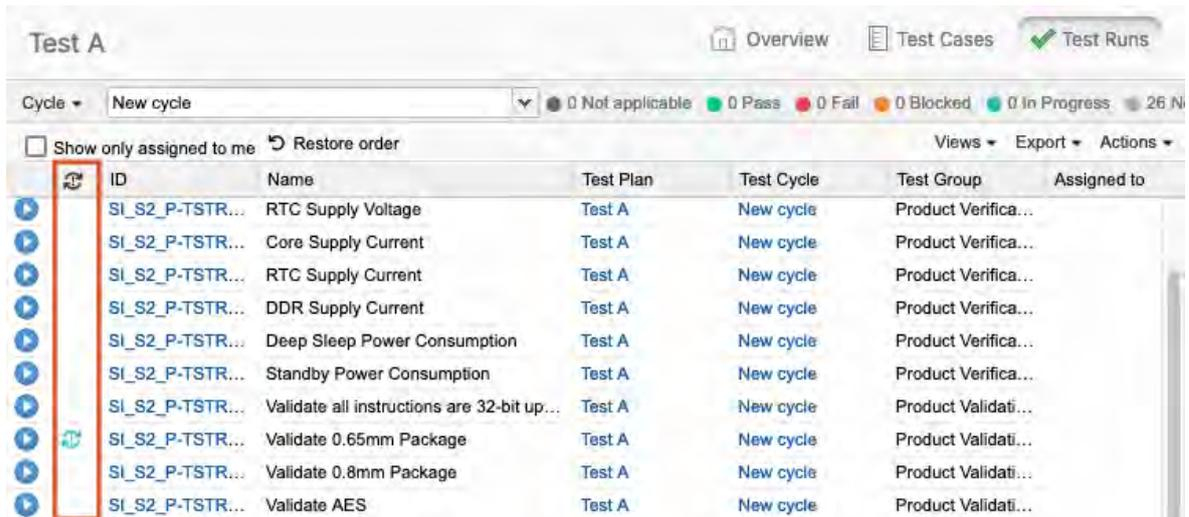 Test A Overview Test Cases Test Runs
Cycle New cycle 0 Not applicable 0 Pass 0 Fail 0 Blocked 0 In Progress 26 N
Show only assigned to me Restore order Views Export Actions
ID Name Test Plan Test Cycle Test Group Assigned to
SI_S2_P-TSTR... RTC Supply Voltage Test A New cycle Product Verifica...
SI_S2_P-TSTR... Core Supply Current Test A New cycle Product Verifica...
SI_S2_P-TSTR... RTC Supply Current Test A New cycle Product Verifica...
SI_S2_P-TSTR... DDR Supply Current Test A New cycle Product Verifica...
SI_S2_P-TSTR... Deep Sleep Power Consumption Test A New cycle Product Verifica...
SI_S2_P-TSTR... Standby Power Consumption Test A New cycle Product Verifica...
SI_S2_P-TSTR... Validate all instructions are 32-bit up... Test A New cycle Product Validati...
SI_S2_P-TSTR... Validate 0.65mm Package Test A New cycle Product Validati...
SI_S2_P-TSTR... Validate 0.8mm Package Test A New cycle Product Validati...
SI_S2_P-TSTR... Validate AES Test A New cycle Product Validati...